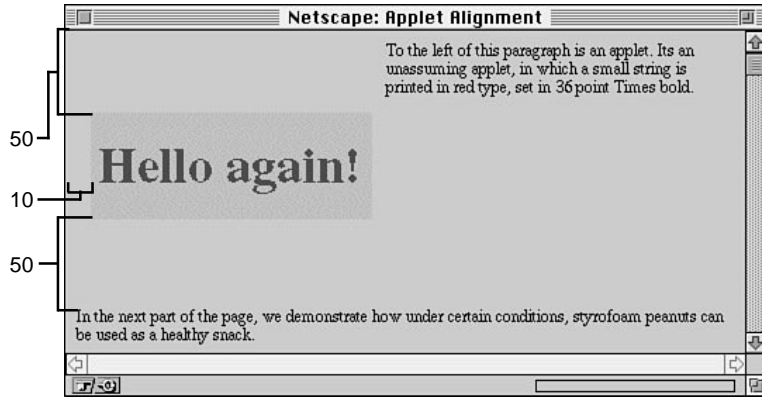 Netscape: Applet Alignment
To the left of this paragraph is an applet. Its an
unassuming applet, in which a small string is
printed in red type, set in 36 point Times bold.
50
Hello again!
10
50
In the next part of the page, we demonstrate how under certain conditions, styrofoam peanuts can
be used as a healthy snack.